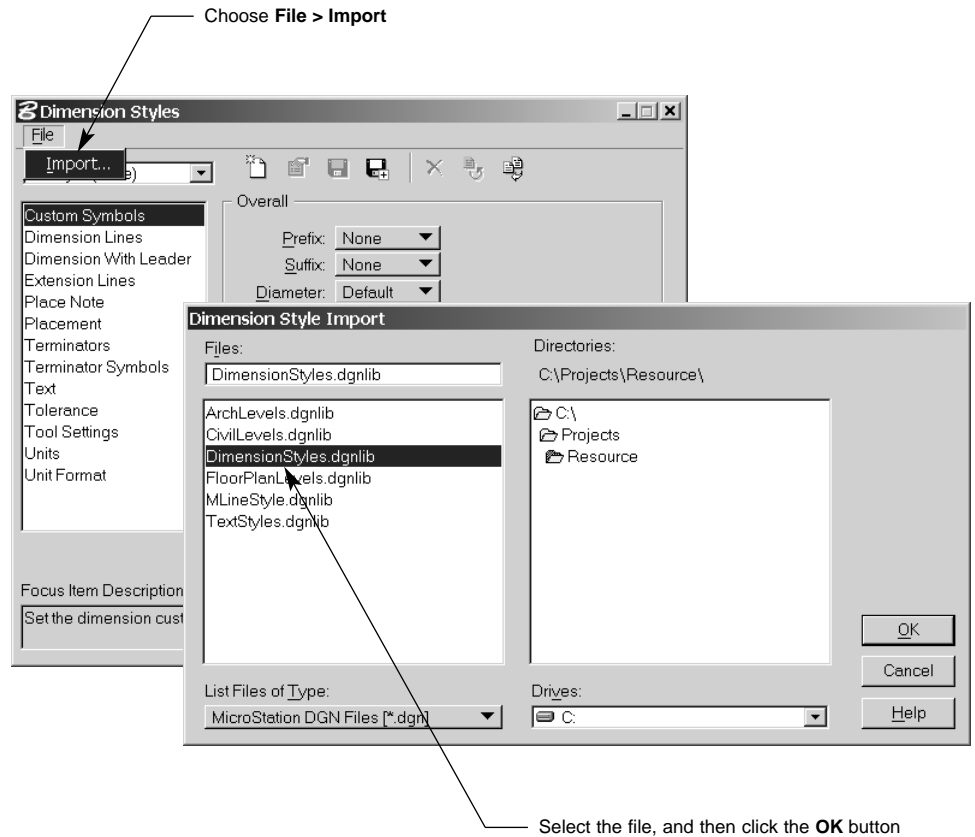 Choose File > Import
Dimension Styles
File
Import...
e)
Overall
Custom Symbols
Dimension Lines
Dimension With Leader
Extension Lines
Place Note
Placement
Terminators
Terminator Symbols
Text
Tolerance
Tool Settings
Units
Unit Format
Prefix: None
Suffix: None
Diameter: Default
Focus Item Description
Set the dimension cust
Dimension Style Import
Files:
DimensionStyles.dgnlib
ArchLevels.dgnlib
CivilLevels.dgnlib
DimensionStyles.dgnlib
FloorPlanLevels.dgnlib
MLineStyle.dgnlib
TextStyles.dgnlib
List Files of Type:
MicroStation DGN Files [*.dgn]
Directories:
C:\Projects\Resource\
C:\
Projects
Resource
Drives:
C:
OK
Cancel
Help
Select the file, and then click the OK button